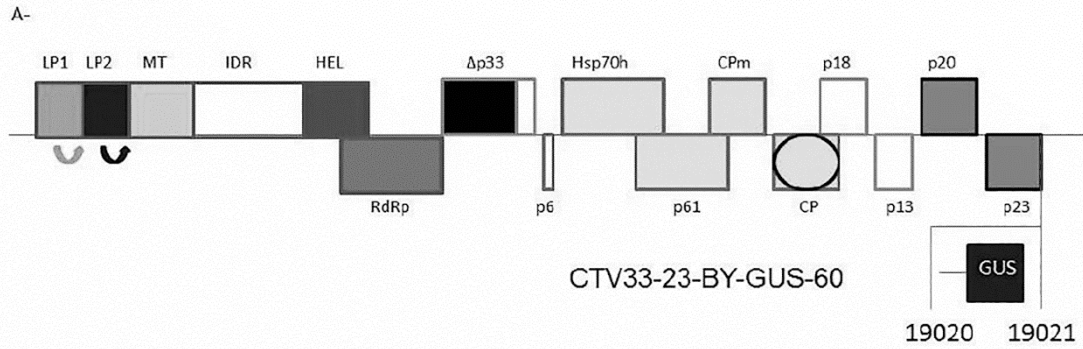 A-
LP1 LP2 MT IDR HEL Δp33 Hsp70h CPm p18 p20
RdRp p6 p61 CP p13 p23
CTV33-23-BY-GUS-60
GUS
19020 19021